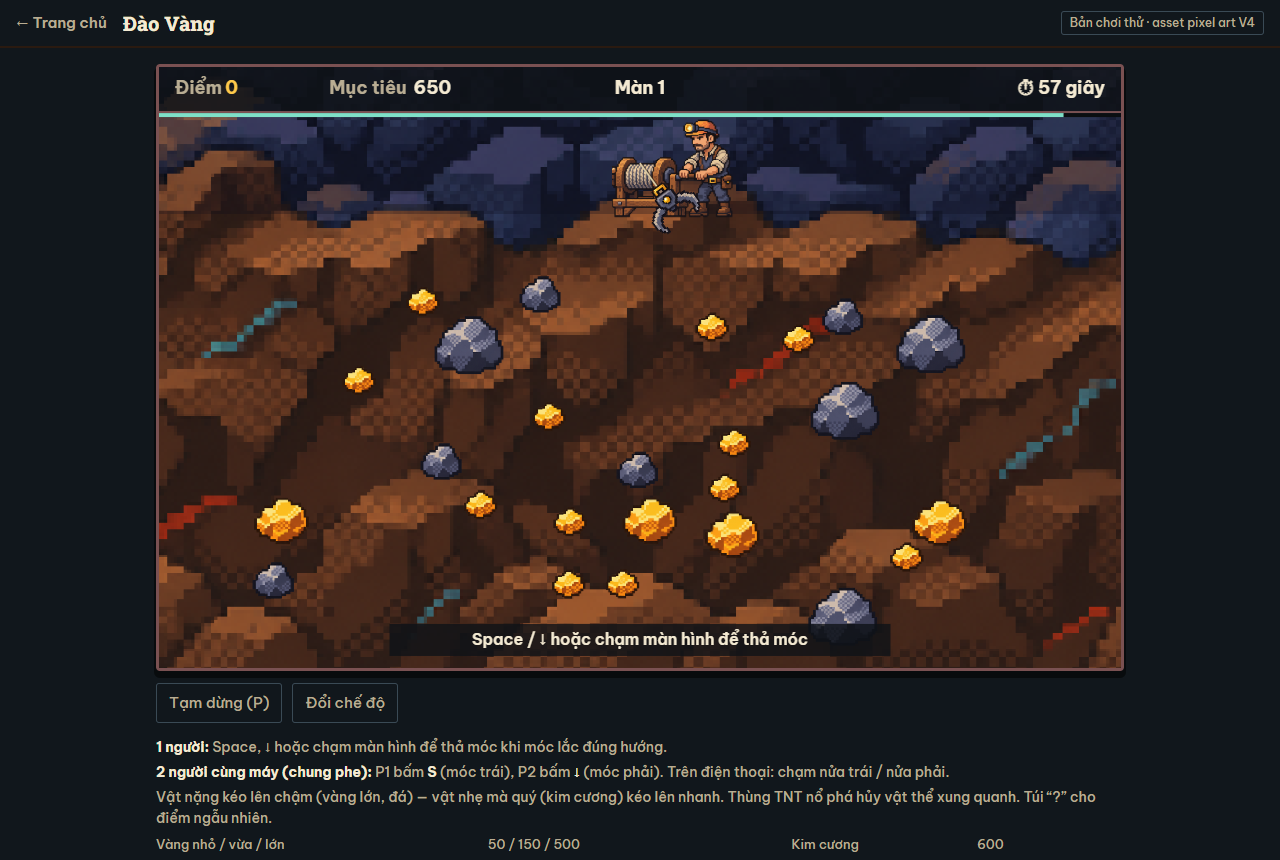 ← Trang chủ Đào Vàng Bản chơi thử · asset pixel art V4
Điểm 0 Mục tiêu 650 Màn 1 ⏱ 57 giây
Space / ↓ hoặc chạm màn hình để thả móc
Tạm dừng (P) Đổi chế độ
1 người: Space, ↓ hoặc chạm màn hình để thả móc khi móc lắc đúng hướng.
2 người cùng máy (chung phe): P1 bấm S (móc trái), P2 bấm ↓ (móc phải). Trên điện thoại: chạm nửa trái / nửa phải.
Vật nặng kéo lên chậm (vàng lớn, đá) — vật nhẹ mà quý (kim cương) kéo lên nhanh. Thùng TNT nổ phá hủy vật thể xung quanh. Túi “?” cho
điểm ngẫu nhiên.
Vàng nhỏ / vừa / lớn 50 / 150 / 500 Kim cương 600